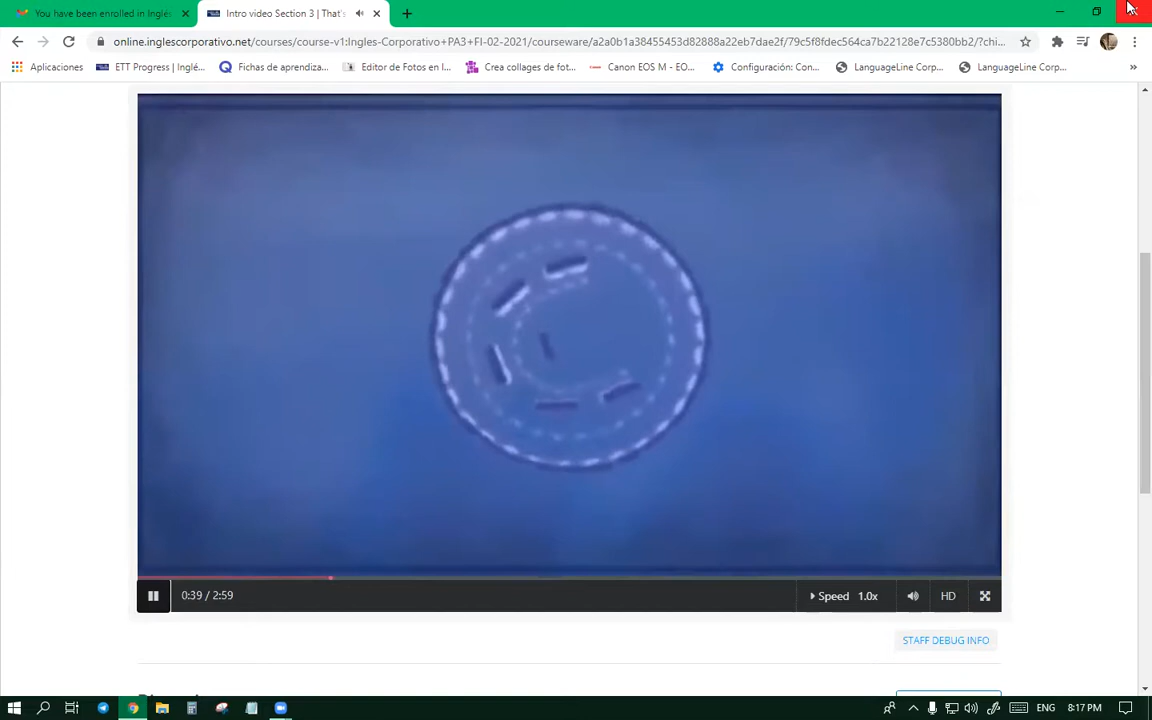 You have been enrolled in Inglés
Intro video Section 3 | That's
online.inglescorporativo.net/courses/course-v1:Ingles-Corporativo+PA3+FI-02-2021/courseware/a2a0b1a38455453d82888a22eb7dae2f/79c5f8fdec564ca7b22128e7c5380bb2/?chi...
Aplicaciones
ETT Progress | Inglé...
Fichas de aprendiza...
Editor de Fotos en l...
Crea collages de fot...
Canon EOS M - EO...
Configuración: Con...
LanguageLine Corp...
LanguageLine Corp...
0:39 / 2:59
Speed 1.0x
HD
STAFF DEBUG INFO
ENG
8:17 PM